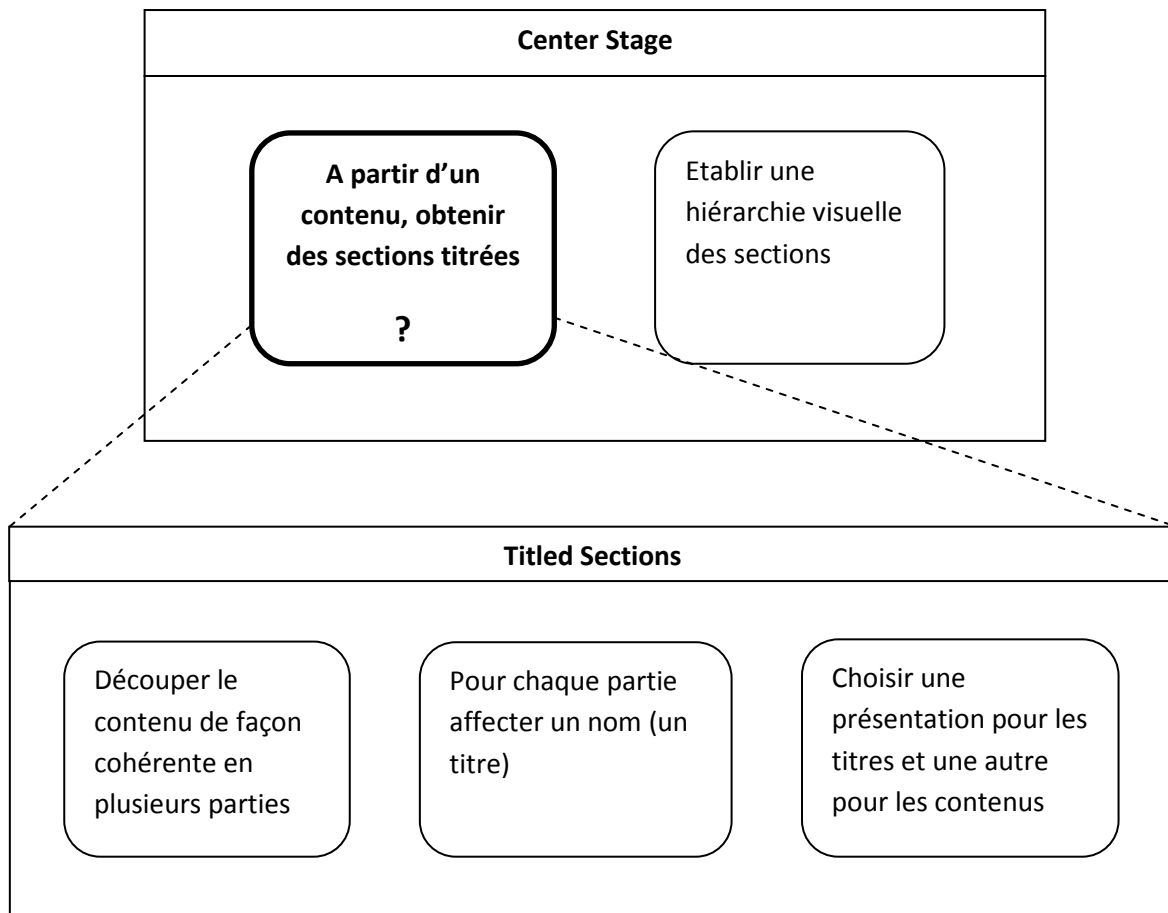 Center Stage
A partir d’un
contenu, obtenir
des sections titrées
?
Etablir une
hiérarchie visuelle
des sections
Titled Sections
Découper le
contenu de façon
cohérente en
plusieurs parties
Pour chaque partie
affecter un nom (un
titre)
Choisir une
présentation pour les
titres et une autre
pour les contenus